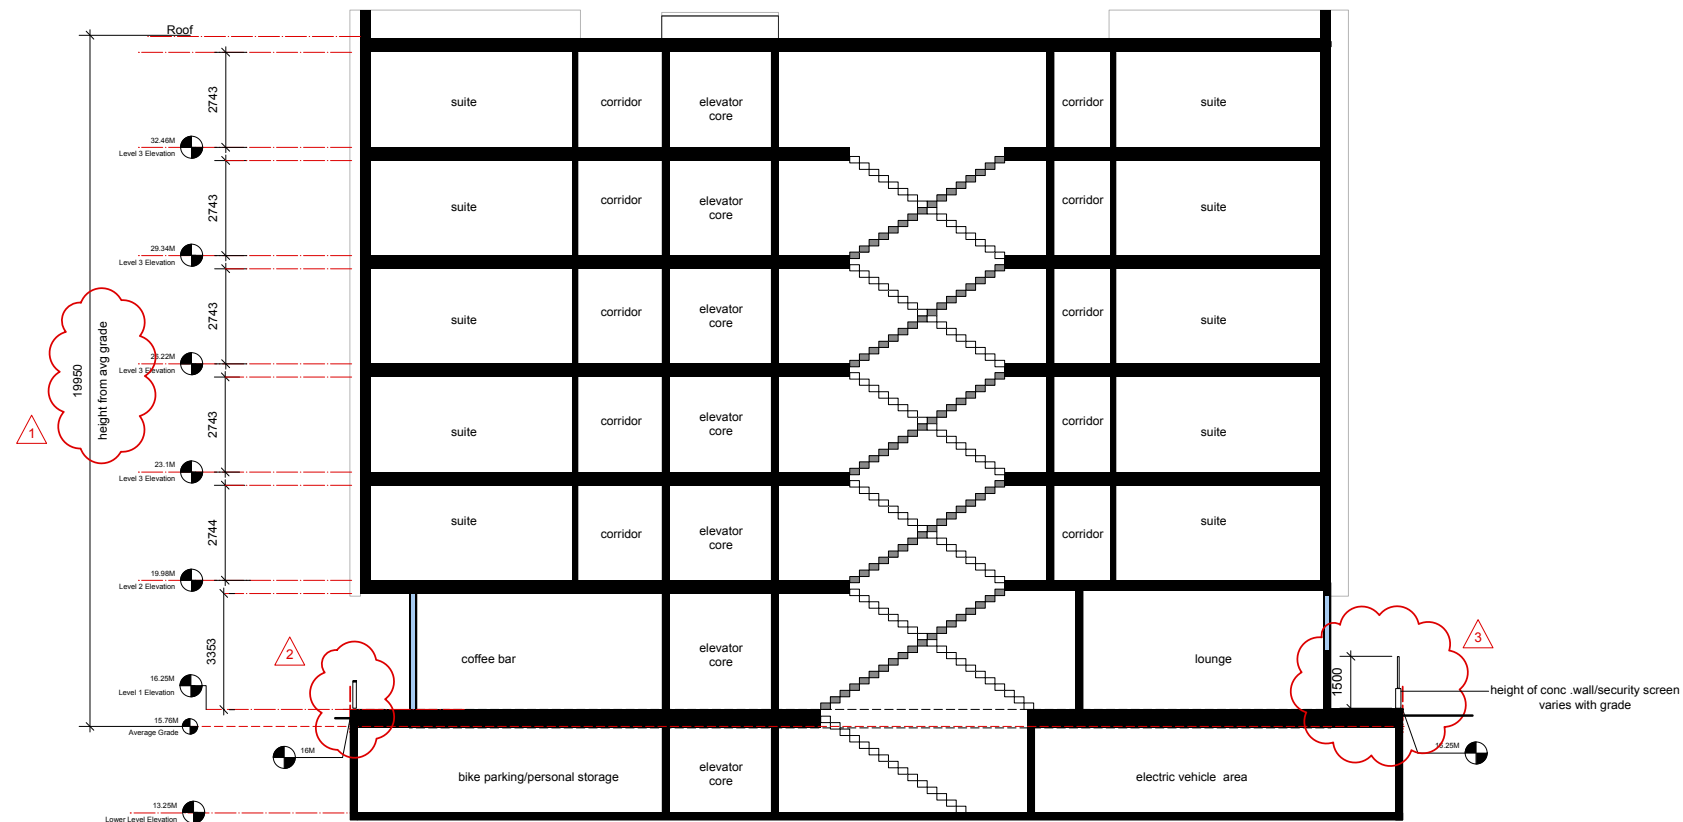 Roof
2743
suite
corridor
elevator
core
corridor
suite
32.46M
Level 3 Elevation
2743
suite
corridor
elevator
core
corridor
suite
29.34M
Level 3 Elevation
2743
suite
corridor
elevator
core
corridor
suite
19950
height from avg grade
26.22M
Level 3 Elevation
1
2743
suite
corridor
elevator
core
corridor
suite
23.1M
Level 3 Elevation
2744
suite
corridor
elevator
core
corridor
suite
19.98M
Level 2 Elevation
3353
2
coffee bar
elevator
core
lounge
1500
3
height of conc .wall/security screen
varies with grade
16.25M
Level 1 Elevation
15.76M
Average Grade
16M
bike parking/personal storage
elevator
core
electric vehicle area
13.25M
Lower Level Elevation